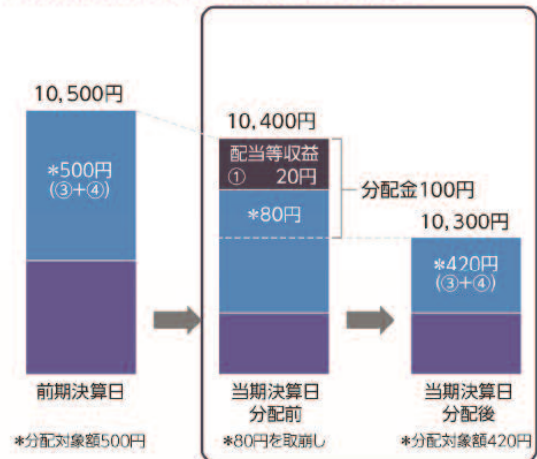 10,500円
*500円
(③+④)
前期決算日
*分配対象額500円
10,400円
配当等収益
① 20円
*80円
分配金100円
当期決算日
分配前
*80円を取崩し
10,300円
*420円
(③+④)
当期決算日
分配後
*分配対象額420円